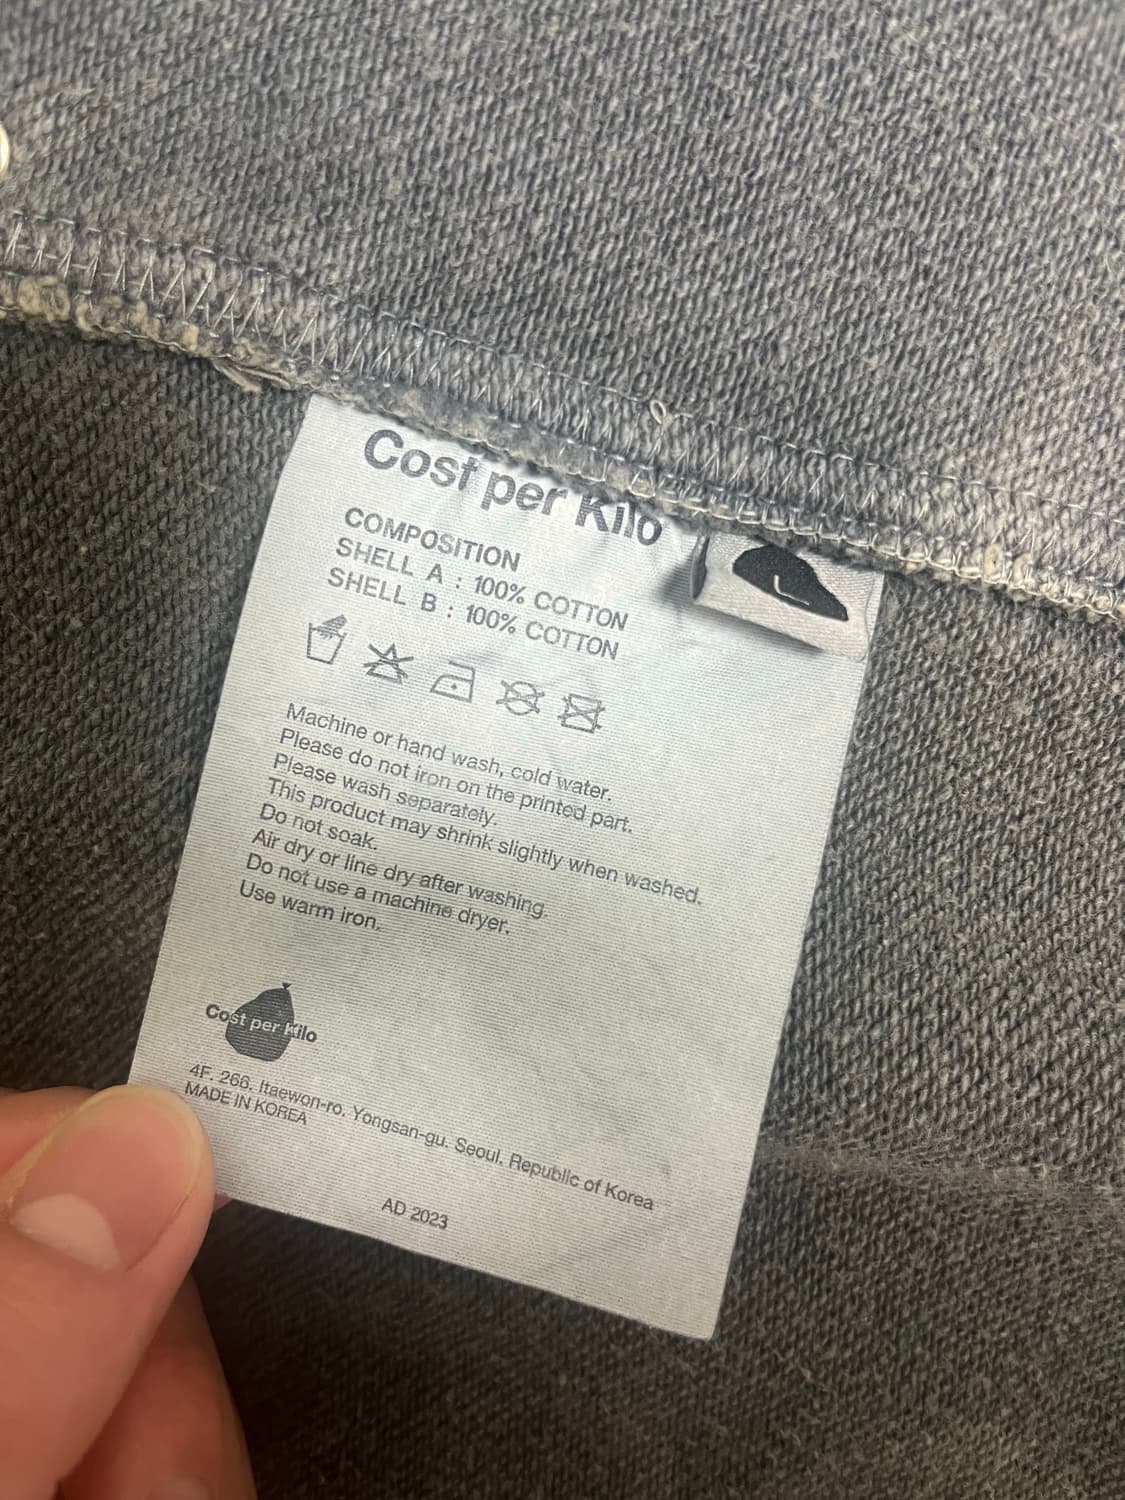 Cost per Kilo
L
COMPOSITION
SHELL A : 100% COTTON
SHELL B : 100% COTTON
Machine or hand wash, cold water.
Please do not iron on the printed part.
Please wash separately.
This product may shrink slightly when washed.
Do not soak.
Air dry or line dry after washing.
Do not use a machine dryer.
Use warm iron.
Cost per Kilo
4F. 268. Itaewon-ro. Yongsan-gu. Seoul. Republic of Korea
MADE IN KOREA
AD 2023